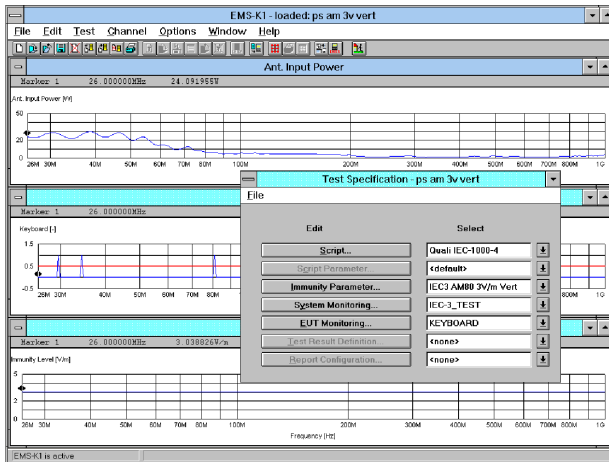 EMS-K1 - loaded: ps am 3v vert
File Edit Test Channel Options Window Help
Ant. Input Power
Marker 1 26.000000MHz 24.091955W
Ant. Input Power [W]
50
20
0
26M 30M 40M 50M 60M 70M 80M 100M 200M 300M 400M 500M 600M 700M 800M 1G
Marker 1 26.000000MHz
Keyboard [-]
1.5
0.5
-0.5
26M 30M 40M 50M 60M 70M 80M
800M 1G
Test Specification - ps am 3v vert
File
Edit Select
Script... Quali IEC-1000-4
Script Parameter... <default>
Immunity Parameter... IEC3 AM80 3V/m Vert
System Monitoring... IEC-3_TEST
EUT Monitoring... KEYBOARD
Test Result Definition... <none>
Report Configuration... <none>
Marker 1 26.000000MHz 3.038826V/m
Immunity Level [V/m]
5
2
0
26M 30M 40M 50M 60M 70M 80M 100M 200M 300M 400M 500M 600M 700M 800M 1G
Frequency [Hz]
EMS-K1 is active